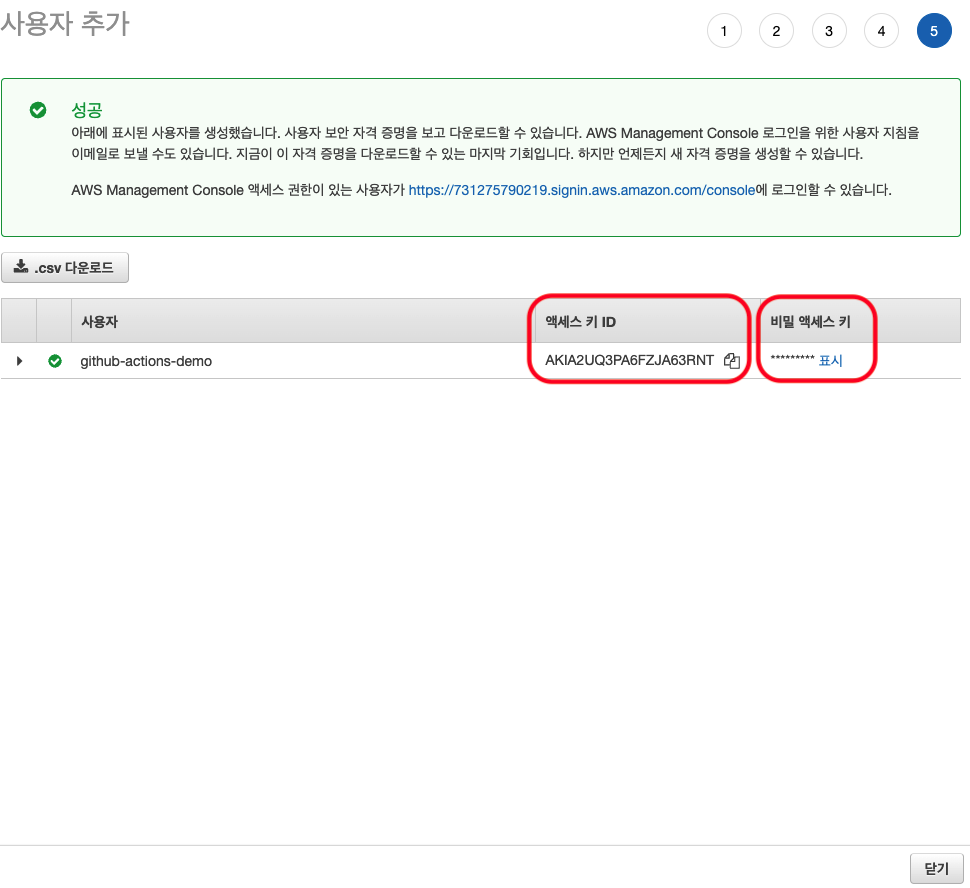 사용자 추가
1 2 3 4 5
성공
아래에 표시된 사용자를 생성했습니다. 사용자 보안 자격 증명을 보고 다운로드할 수 있습니다. AWS Management Console 로그인을 위한 사용자 지침을
이메일로 보낼 수도 있습니다. 지금이 이 자격 증명을 다운로드할 수 있는 마지막 기회입니다. 하지만 언제든지 새 자격 증명을 생성할 수 있습니다.
AWS Management Console 액세스 권한이 있는 사용자가 https://731275790219.signin.aws.amazon.com/console에 로그인할 수 있습니다.
.csv 다운로드
사용자 액세스 키 ID 비밀 액세스 키
github-actions-demo AKIA2UQ3PA6FZJA63RNT ********* 표시
닫기